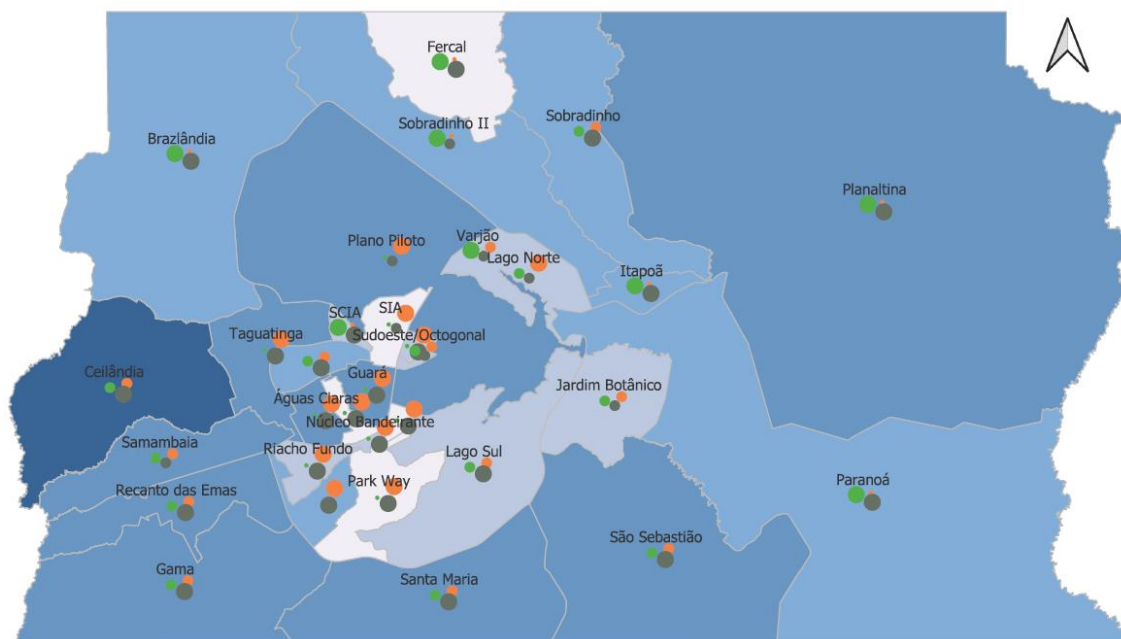 Fercal
Sobradinho II
Sobradinho
Brazlândia
Planaltina
Plano Piloto
Varjão
Lago Norte
Itapoã
SCIA
SIA
Taguatinga
Sudoeste/Octogonal
Ceilândia
Guará
Jardim Botânico
Águas Claras
Núcleo Bandeirante
Samambaia
Riacho Fundo
Lago Sul
Recanto das Emas
Park Way
Paranoá
São Sebastião
Gama
Santa Maria